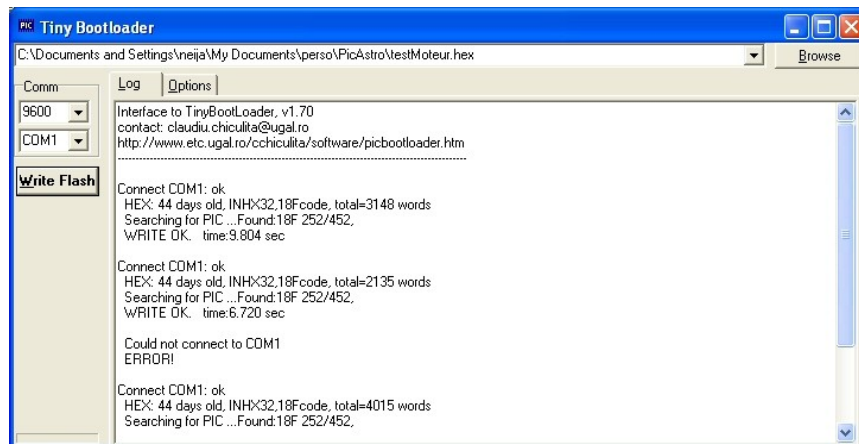 PIC Tiny Bootloader
C:\Documents and Settings\neija\My Documents\perso\PicAstro\testMoteur.hex
Browse
Comm
Log
Options
9600
COM1
Write Flash
Interface to TinyBootLoader, v1.70
contact: claudiu.chiculita@ugal.ro
http://www.etc.ugal.ro/cchiculita/software/picbootloader.htm
--------------------------------------------------------------------------------
Connect COM1: ok
HEX: 44 days old, INHX32,18Fcode, total=3148 words
Searching for PIC ...Found:18F 252/452,
WRITE OK. time:9.804 sec
Connect COM1: ok
HEX: 44 days old, INHX32,18Fcode, total=2135 words
Searching for PIC ...Found:18F 252/452,
WRITE OK. time:6.720 sec
Could not connect to COM1
ERROR!
Connect COM1: ok
HEX: 44 days old, INHX32,18Fcode, total=4015 words
Searching for PIC ...Found:18F 252/452,